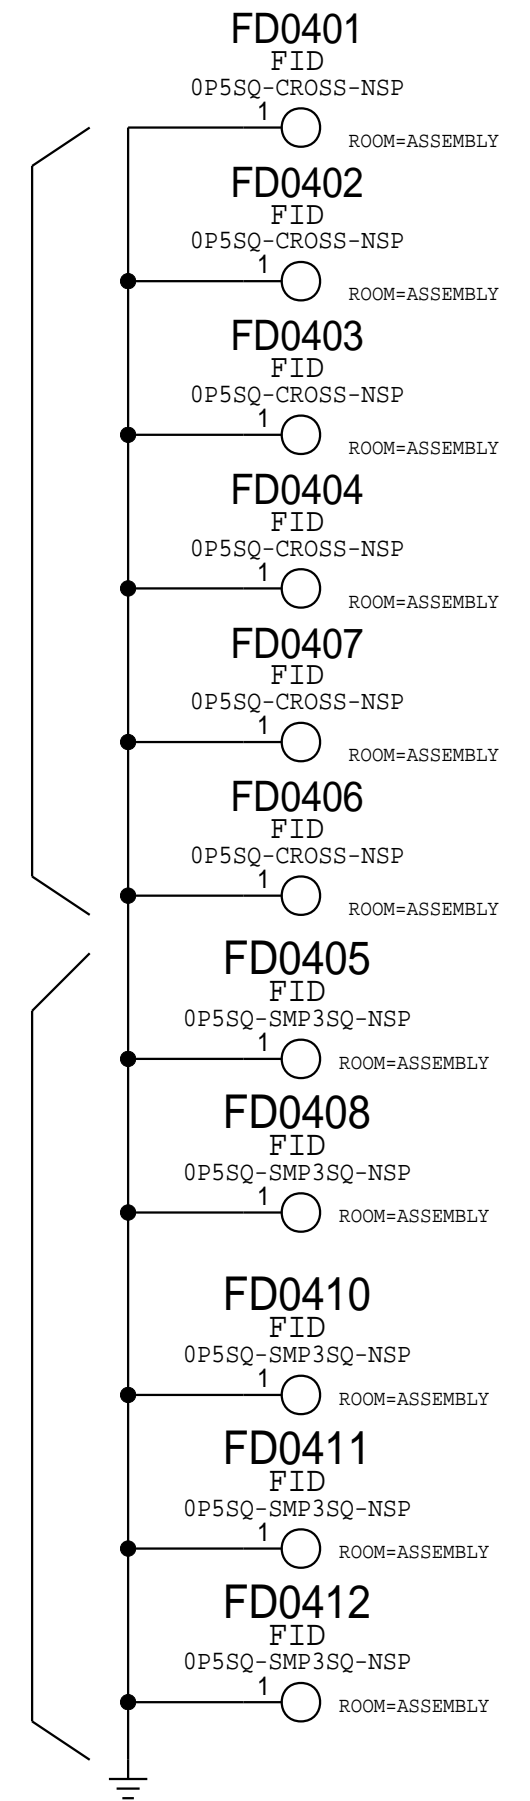 FD0401
FID
0P5SQ-CROSS-NSP
1
ROOM=ASSEMBLY
FD0402
FID
0P5SQ-CROSS-NSP
1
ROOM=ASSEMBLY
FD0403
FID
0P5SQ-CROSS-NSP
1
ROOM=ASSEMBLY
FD0404
FID
0P5SQ-CROSS-NSP
1
ROOM=ASSEMBLY
FD0407
FID
0P5SQ-CROSS-NSP
1
ROOM=ASSEMBLY
FD0406
FID
0P5SQ-CROSS-NSP
1
ROOM=ASSEMBLY
FD0405
FID
0P5SQ-SMP3SQ-NSP
1
ROOM=ASSEMBLY
FD0408
FID
0P5SQ-SMP3SQ-NSP
1
ROOM=ASSEMBLY
FD0410
FID
0P5SQ-SMP3SQ-NSP
1
ROOM=ASSEMBLY
FD0411
FID
0P5SQ-SMP3SQ-NSP
1
ROOM=ASSEMBLY
FD0412
FID
0P5SQ-SMP3SQ-NSP
1
ROOM=ASSEMBLY